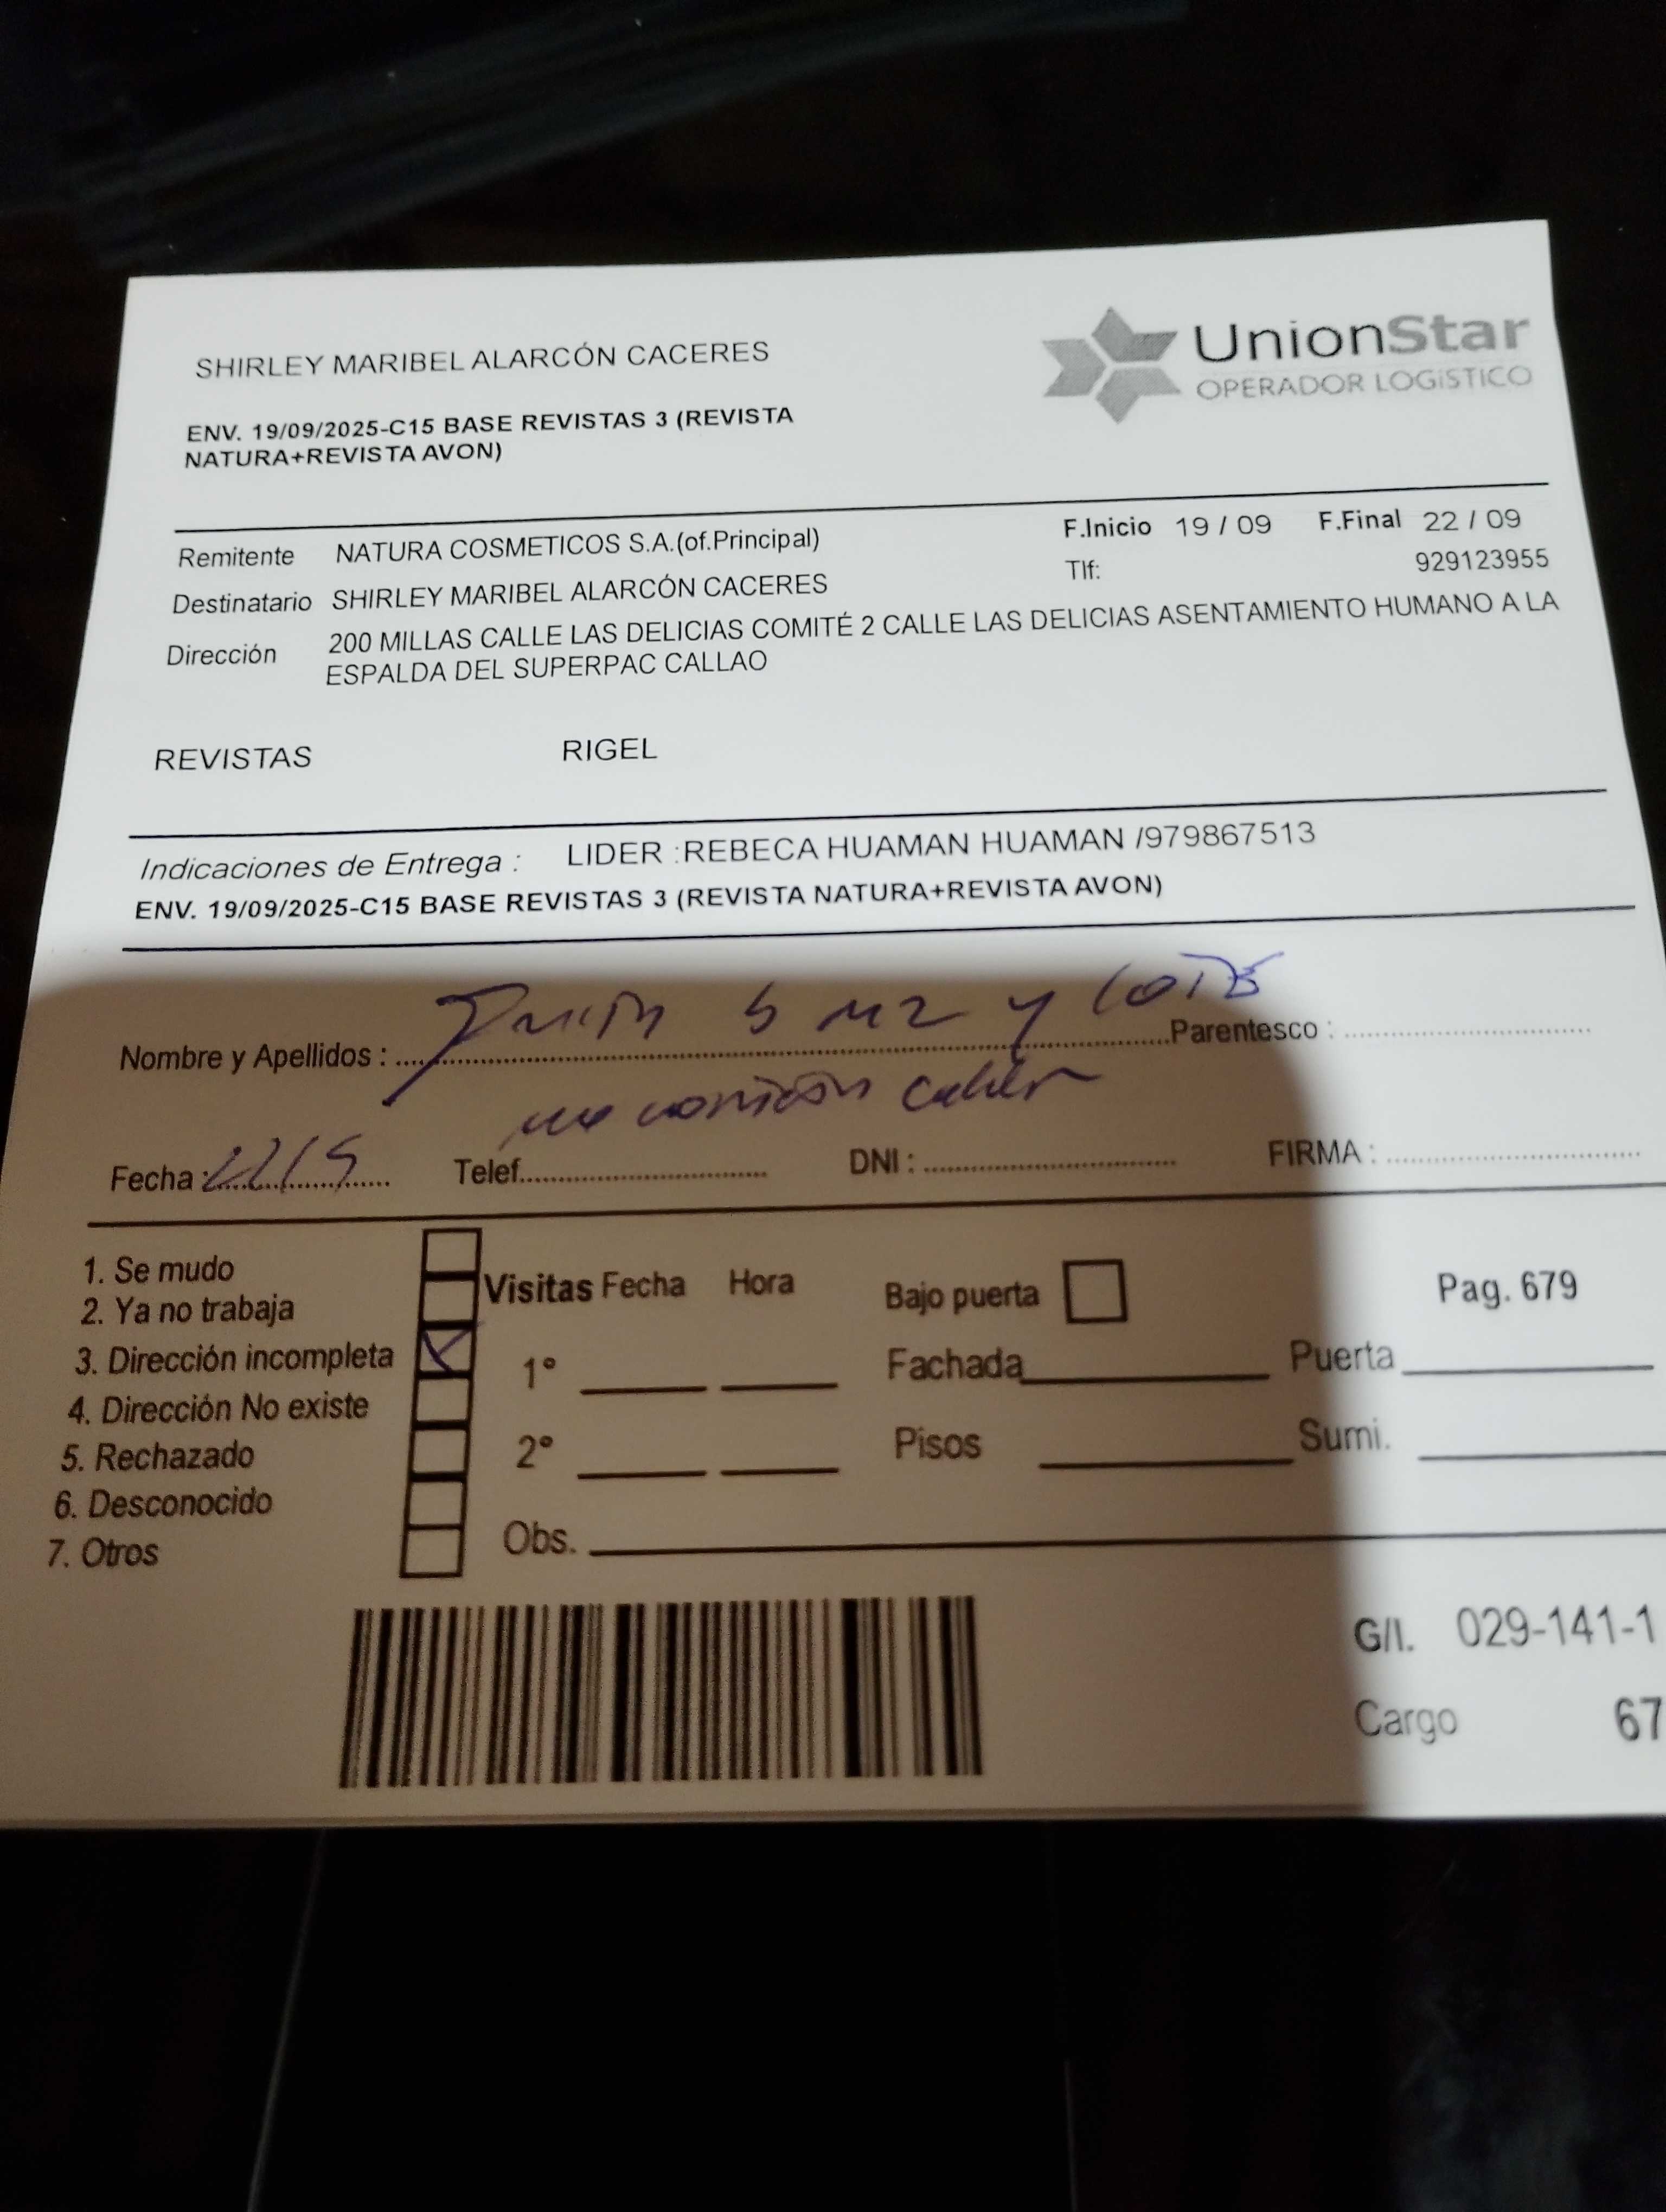 SHIRLEY MARIBEL ALARCÓN CACERES
UnionStar
OPERADOR LOGíSTICO
ENV. 19/09/2025-C15 BASE REVISTAS 3 (REVISTA
NATURA+REVISTA AVON)
Remitente NATURA COSMETICOS S.A.(of.Principal) F.Inicio 19 / 09 F.Final 22 / 09
Destinatario SHIRLEY MARIBEL ALARCÓN CACERES Tlf: 929123955
Dirección 200 MILLAS CALLE LAS DELICIAS COMITÉ 2 CALLE LAS DELICIAS ASENTAMIENTO HUMANO A LA
ESPALDA DEL SUPERPAC CALLAO
REVISTAS RIGEL
Indicaciones de Entrega : LIDER :REBECA HUAMAN HUAMAN /979867513
ENV. 19/09/2025-C15 BASE REVISTAS 3 (REVISTA NATURA+REVISTA AVON)
MZ y LOTE
Nombre y Apellidos : Parentesco :
Fecha : Telef. DNI : FIRMA :
1. Se mudo
2. Ya no trabaja
3. Dirección incompleta
4. Dirección No existe
5. Rechazado
6. Desconocido
7. Otros
Visitas Fecha Hora
1°
2°
Obs.
Bajo puerta
Fachada Puerta
Pisos Sumi.
Pag. 679
G/I. 029-141-1
Cargo 67